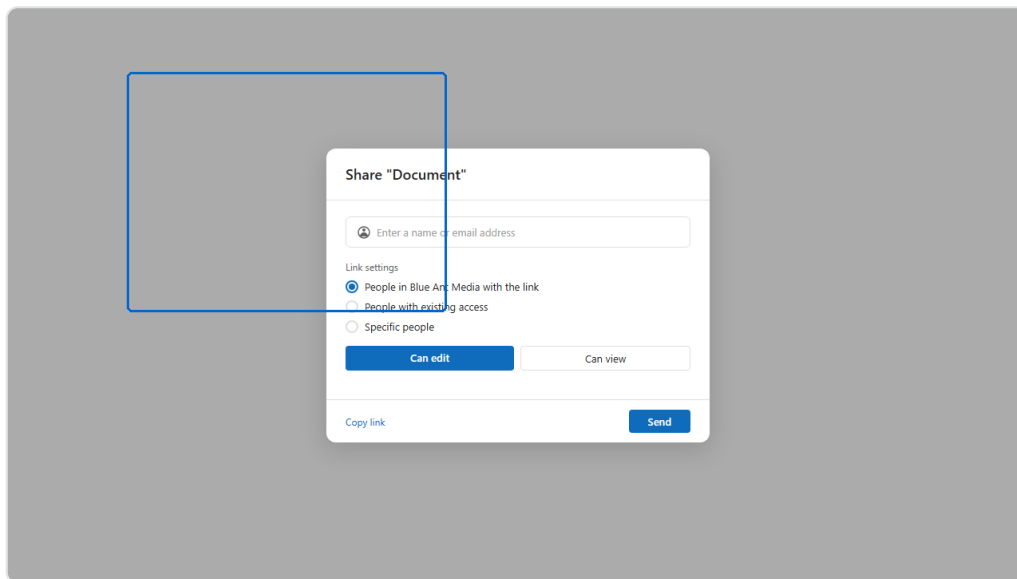 Share "Document"
Enter a name or email address
Link settings
People in Blue Ant Media with the link
People with existing access
Specific people
Can edit
Can view
Copy link
Send